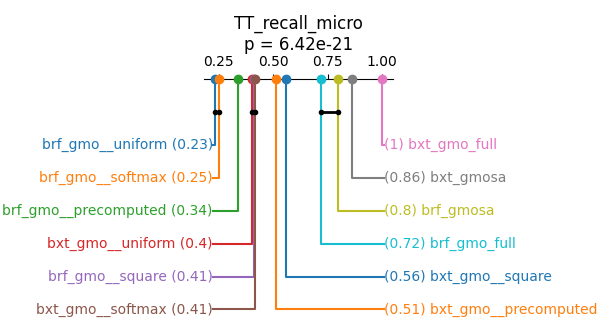 TT_recall_micro
p = 6.42e-21
0.25 0.50 0.75 1.00
brf_gmo__uniform (0.23) (1) bxt_gmo_full
brf_gmo__softmax (0.25) (0.86) bxt_gmosa
brf_gmo__precomputed (0.34) (0.8) brf_gmosa
bxt_gmo__uniform (0.4) (0.72) brf_gmo_full
brf_gmo__square (0.41) (0.56) bxt_gmo__square
bxt_gmo__softmax (0.41) (0.51) bxt_gmo__precomputed